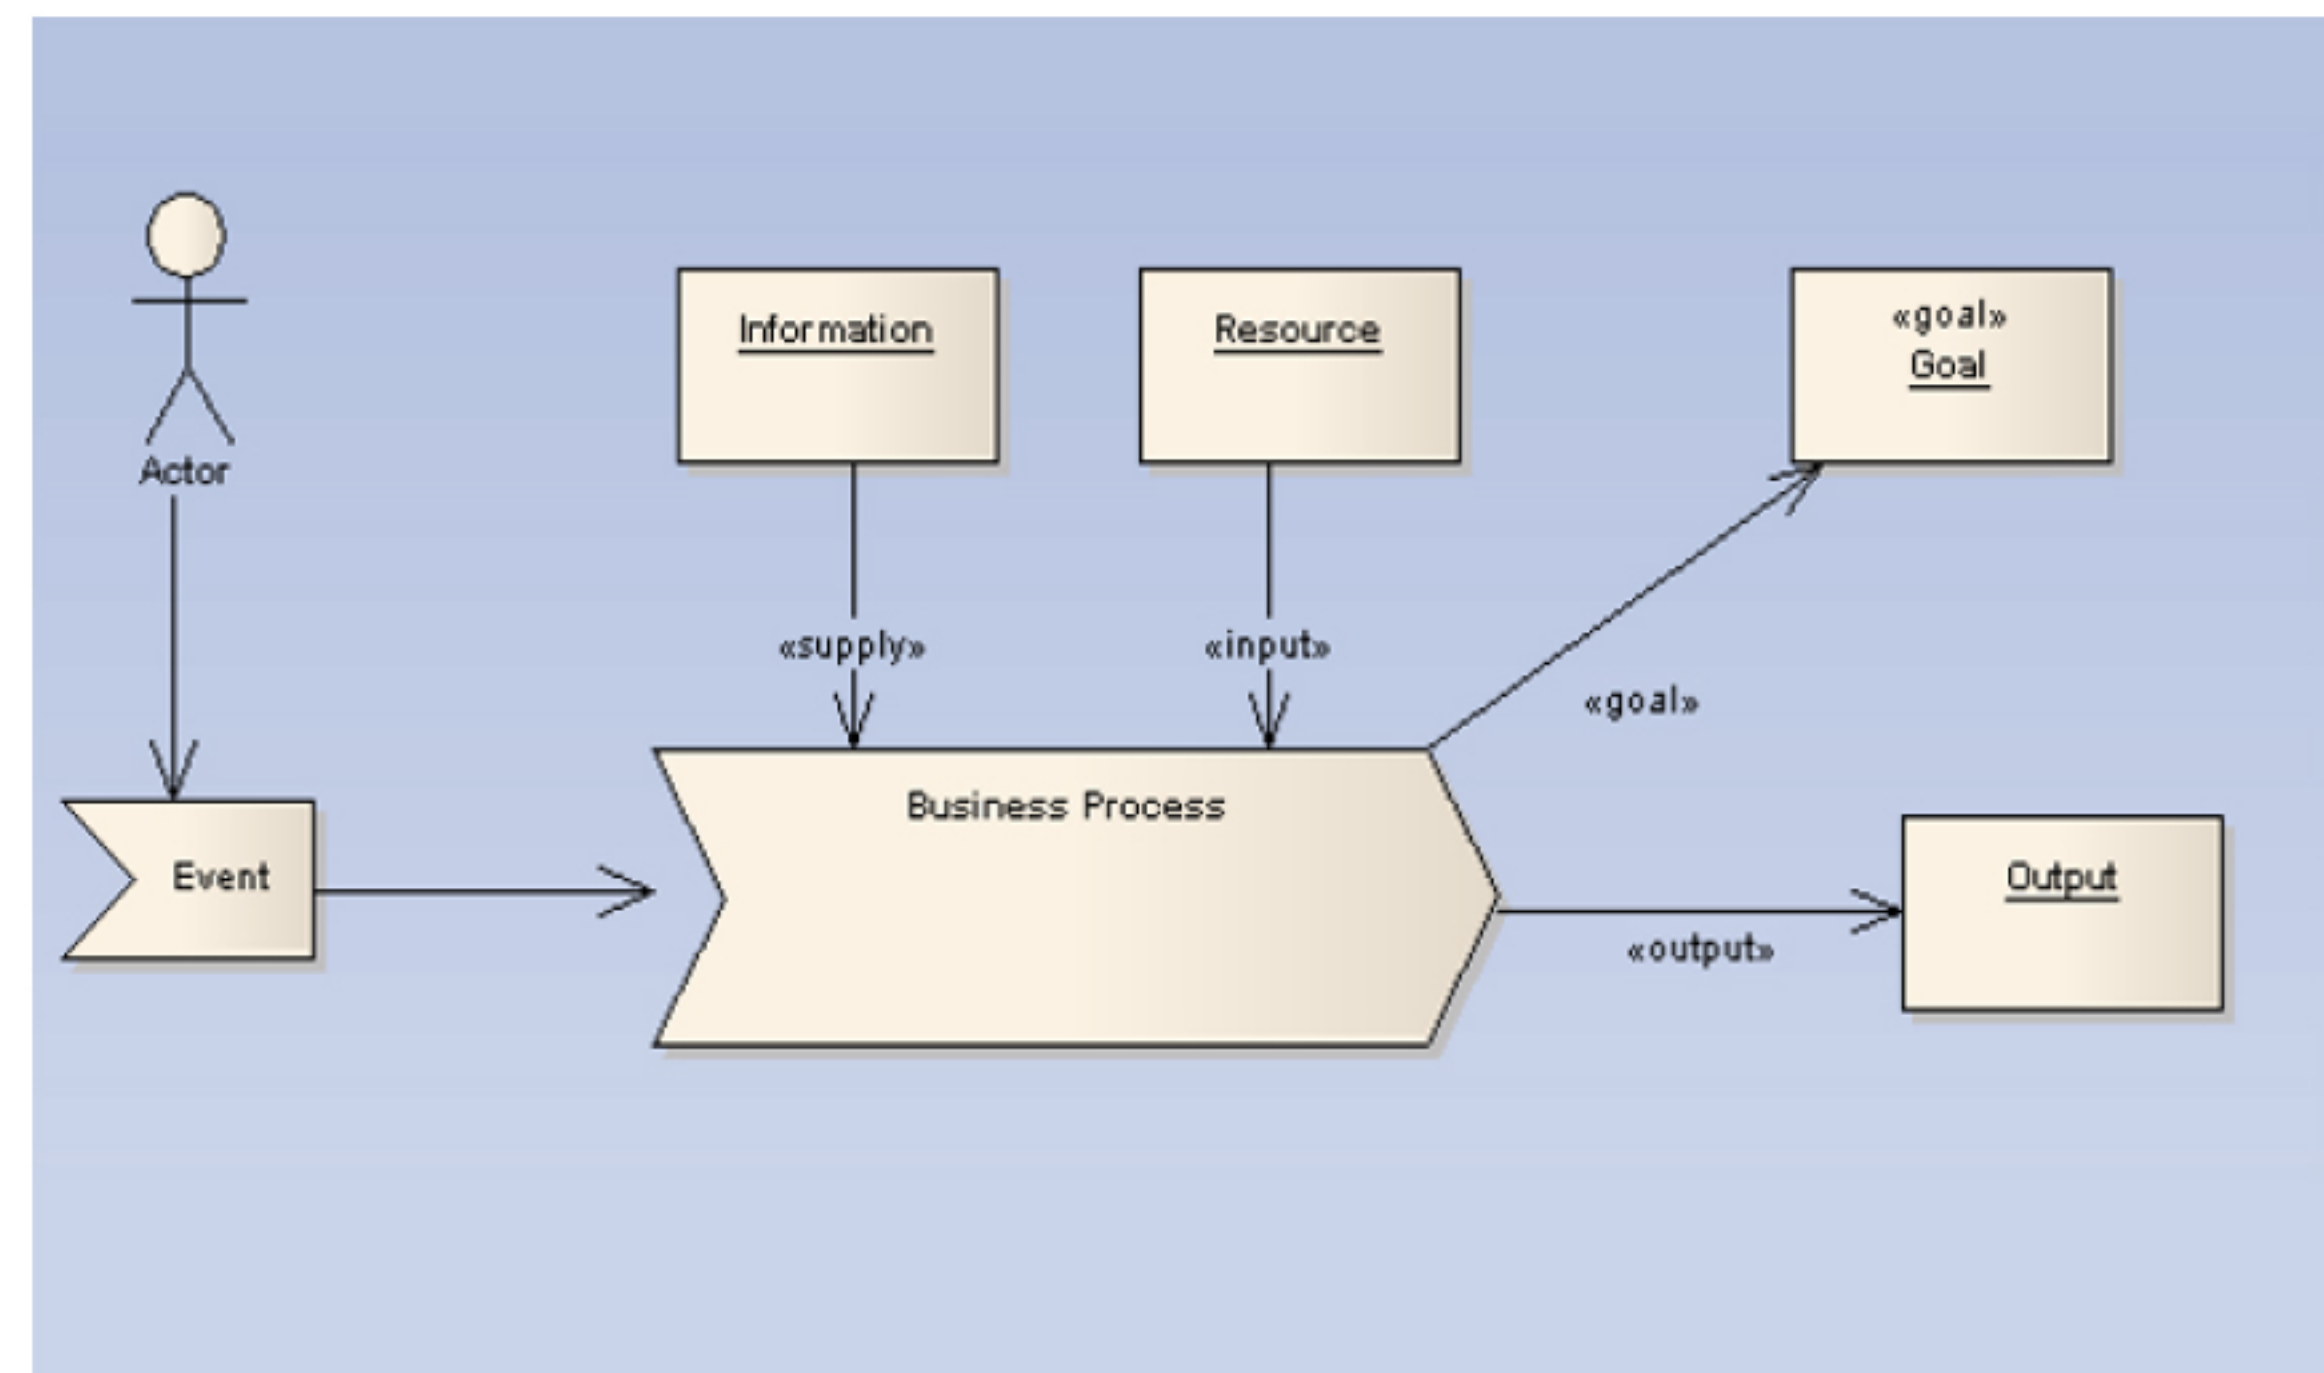 Information
Resource
«goal»
Goal
Actor
«supply»
«input»
«goal»
Business Process
Event
Output
«output»